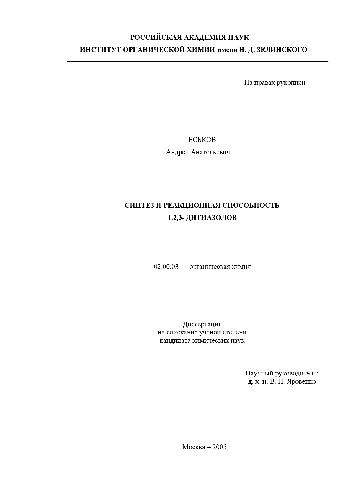 РОССИЙСКАЯ АКАДЕМИЯ НАУК
ИНСТИТУТ ОРГАНИЧЕСКОЙ ХИМИИ имени Н. Д. ЗЕЛИНСКОГО
На правах рукописи
ЕСЬКОВ
Андрей Анатольевич
СИНТЕЗ И РЕАКЦИОННАЯ СПОСОБНОСТЬ
1,2,3- ДИТИАЗОЛОВ
02.00.03 органическая химия
Диссертация
на соискание ученой степени
кандидата химических наук
Научный руководитель:
д. х. н. В. Н. Яровенко
Москва – 2005